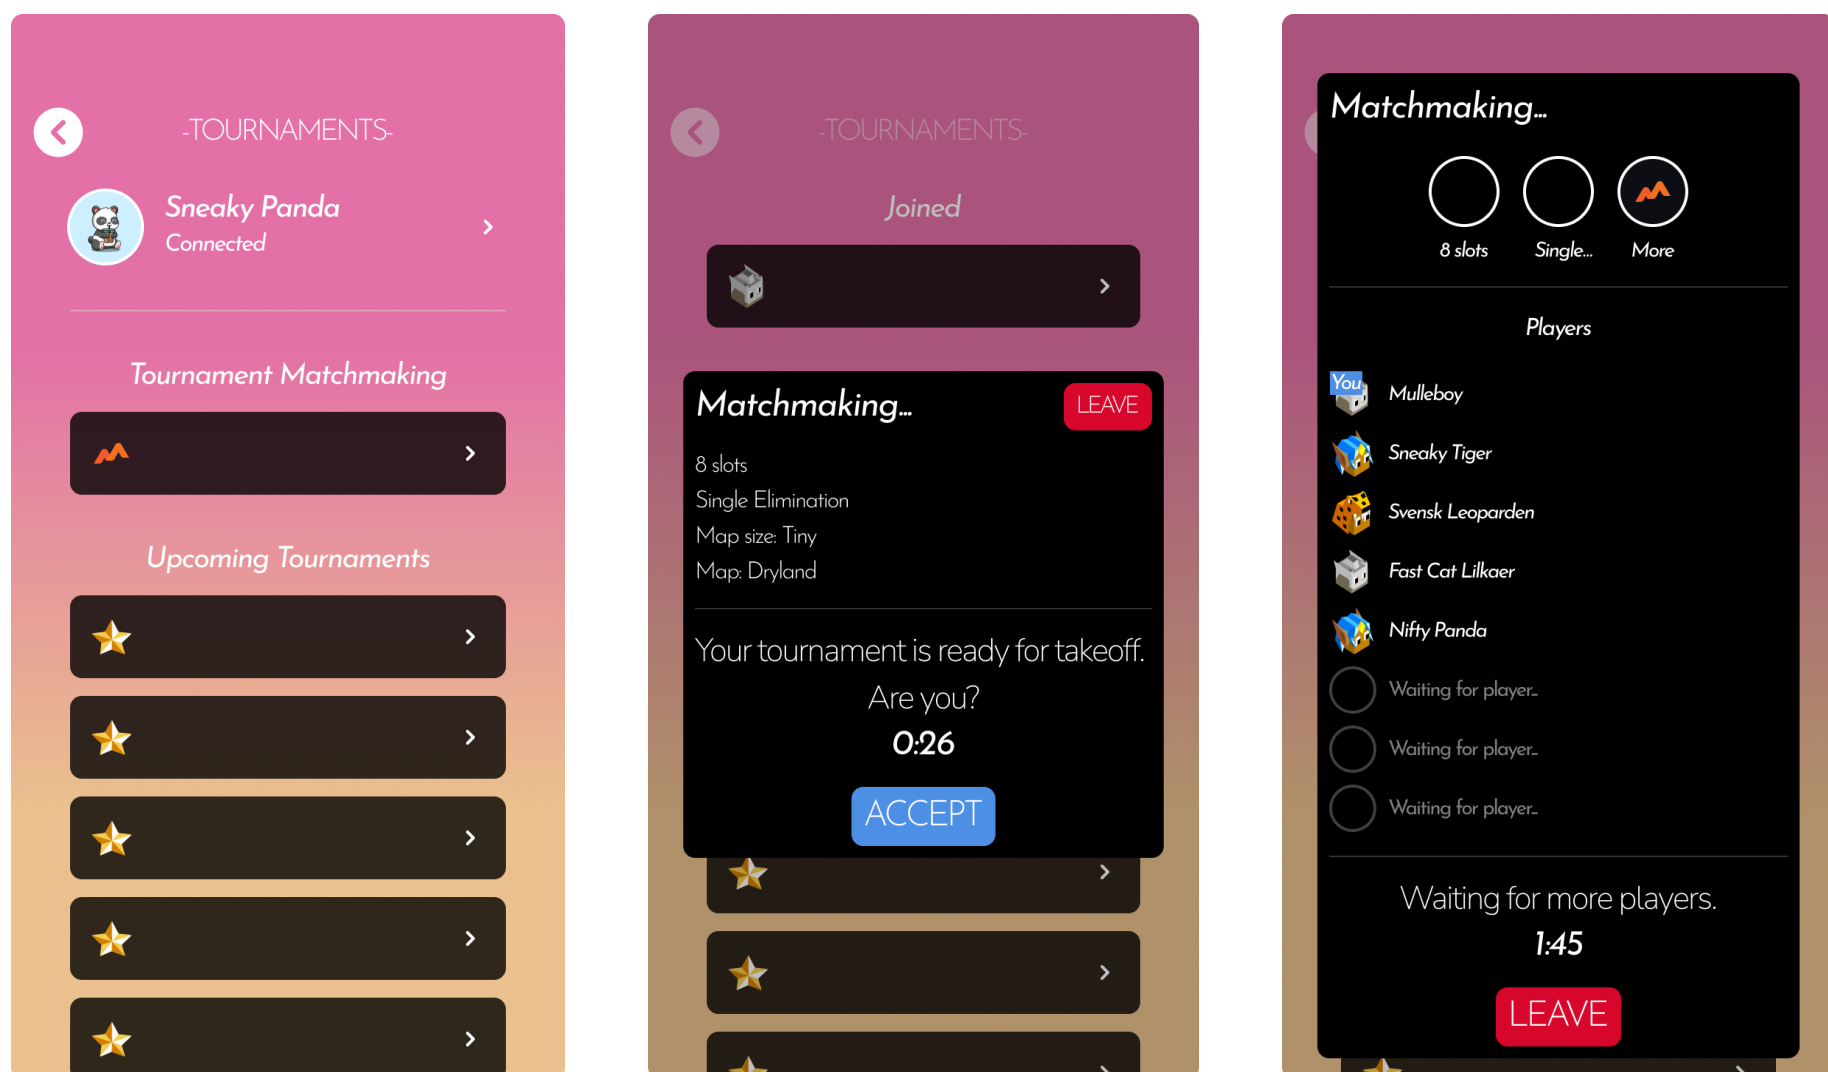 -TOURNAMENTS-
Sneaky Panda
Connected
Tournament Matchmaking
Upcoming Tournaments
-TOURNAMENTS-
Joined
Matchmaking...
LEAVE
8 slots
Single Elimination
Map size: Tiny
Map: Dryland
Your tournament is ready for takeoff.
Are you?
0:26
ACCEPT
Matchmaking...
8 slots
Single...
More
Players
You
Mulleboy
Sneaky Tiger
Svensk Leoparden
Fast Cat Lilkaer
Nifty Panda
Waiting for player...
Waiting for player...
Waiting for player...
Waiting for more players.
1:45
LEAVE